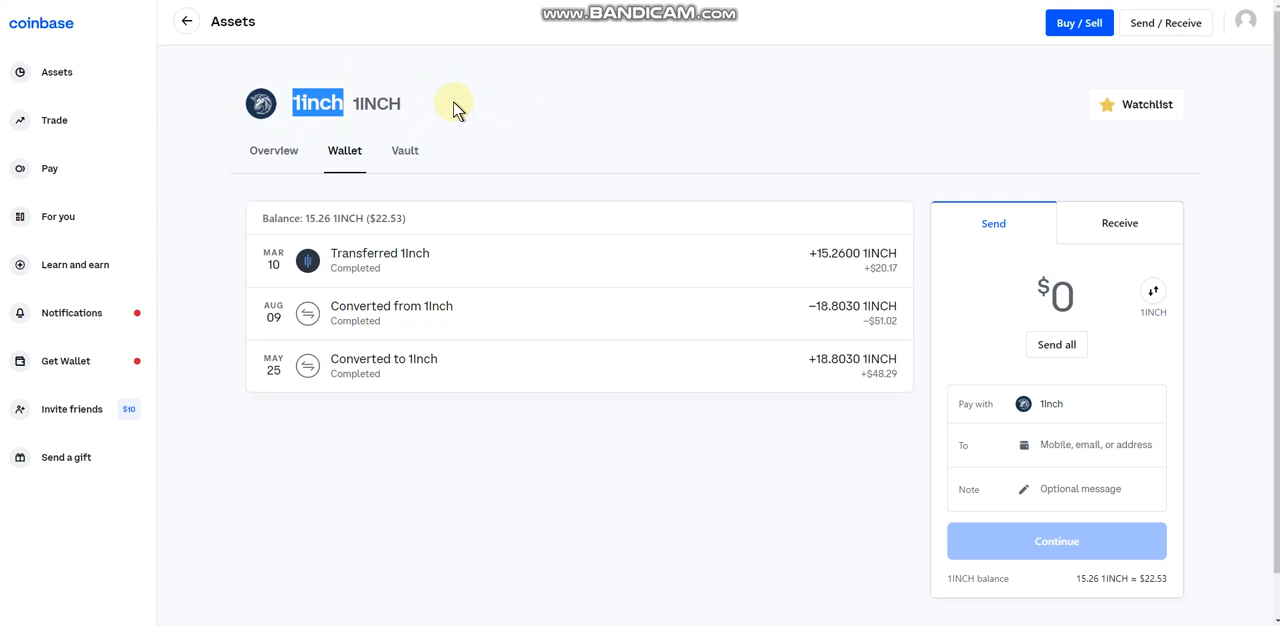 coinbase
Assets
www.BANDICAM.com
Buy / Sell
Send / Receive
Assets
Trade
Pay
For you
Learn and earn
Notifications
Get Wallet
Invite friends
$10
Send a gift
1inch 1INCH
Watchlist
Overview
Wallet
Vault
Balance: 15.26 1INCH ($22.53)
MAR
10
Transferred 1Inch
Completed
+15.2600 1INCH
+$20.17
AUG
09
Converted from 1Inch
Completed
−18.8030 1INCH
−$51.02
MAY
25
Converted to 1Inch
Completed
+18.8030 1INCH
+$48.29
Send
Receive
$0
1INCH
Send all
Pay with
1Inch
To
Mobile, email, or address
Note
Optional message
Continue
1INCH balance
15.26 1INCH ≈ $22.53